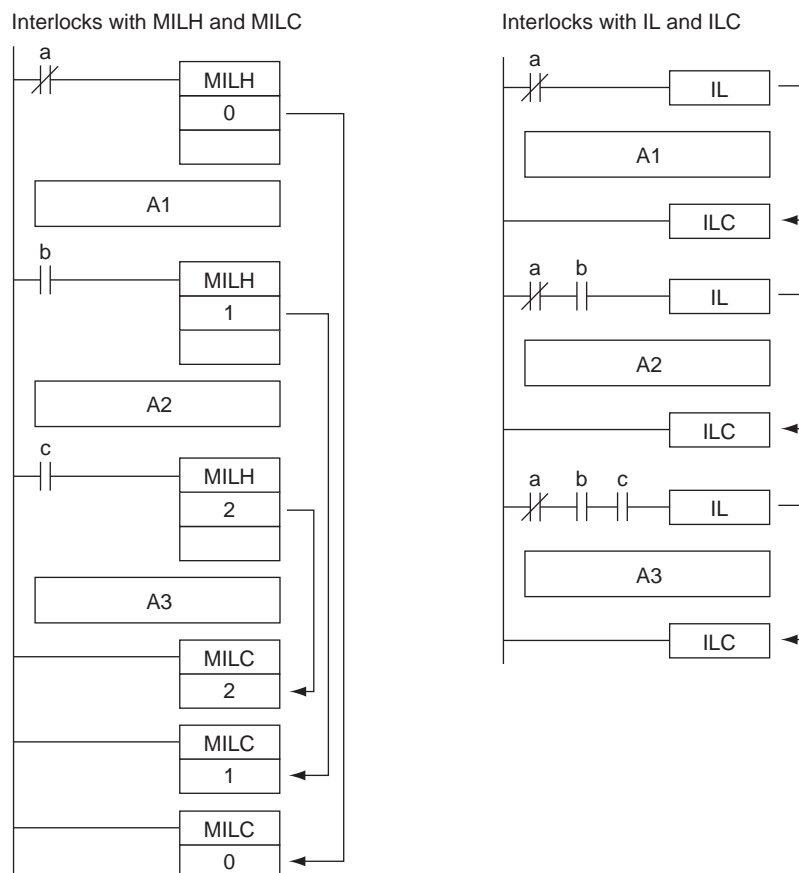 Interlocks with MILH and MILC
a
MILH
0
A1
b
MILH
1
A2
c
MILH
2
A3
MILC
2
MILC
1
MILC
0
Interlocks with IL and ILC
a
IL
A1
ILC
a b
IL
A2
ILC
a b c
IL
A3
ILC